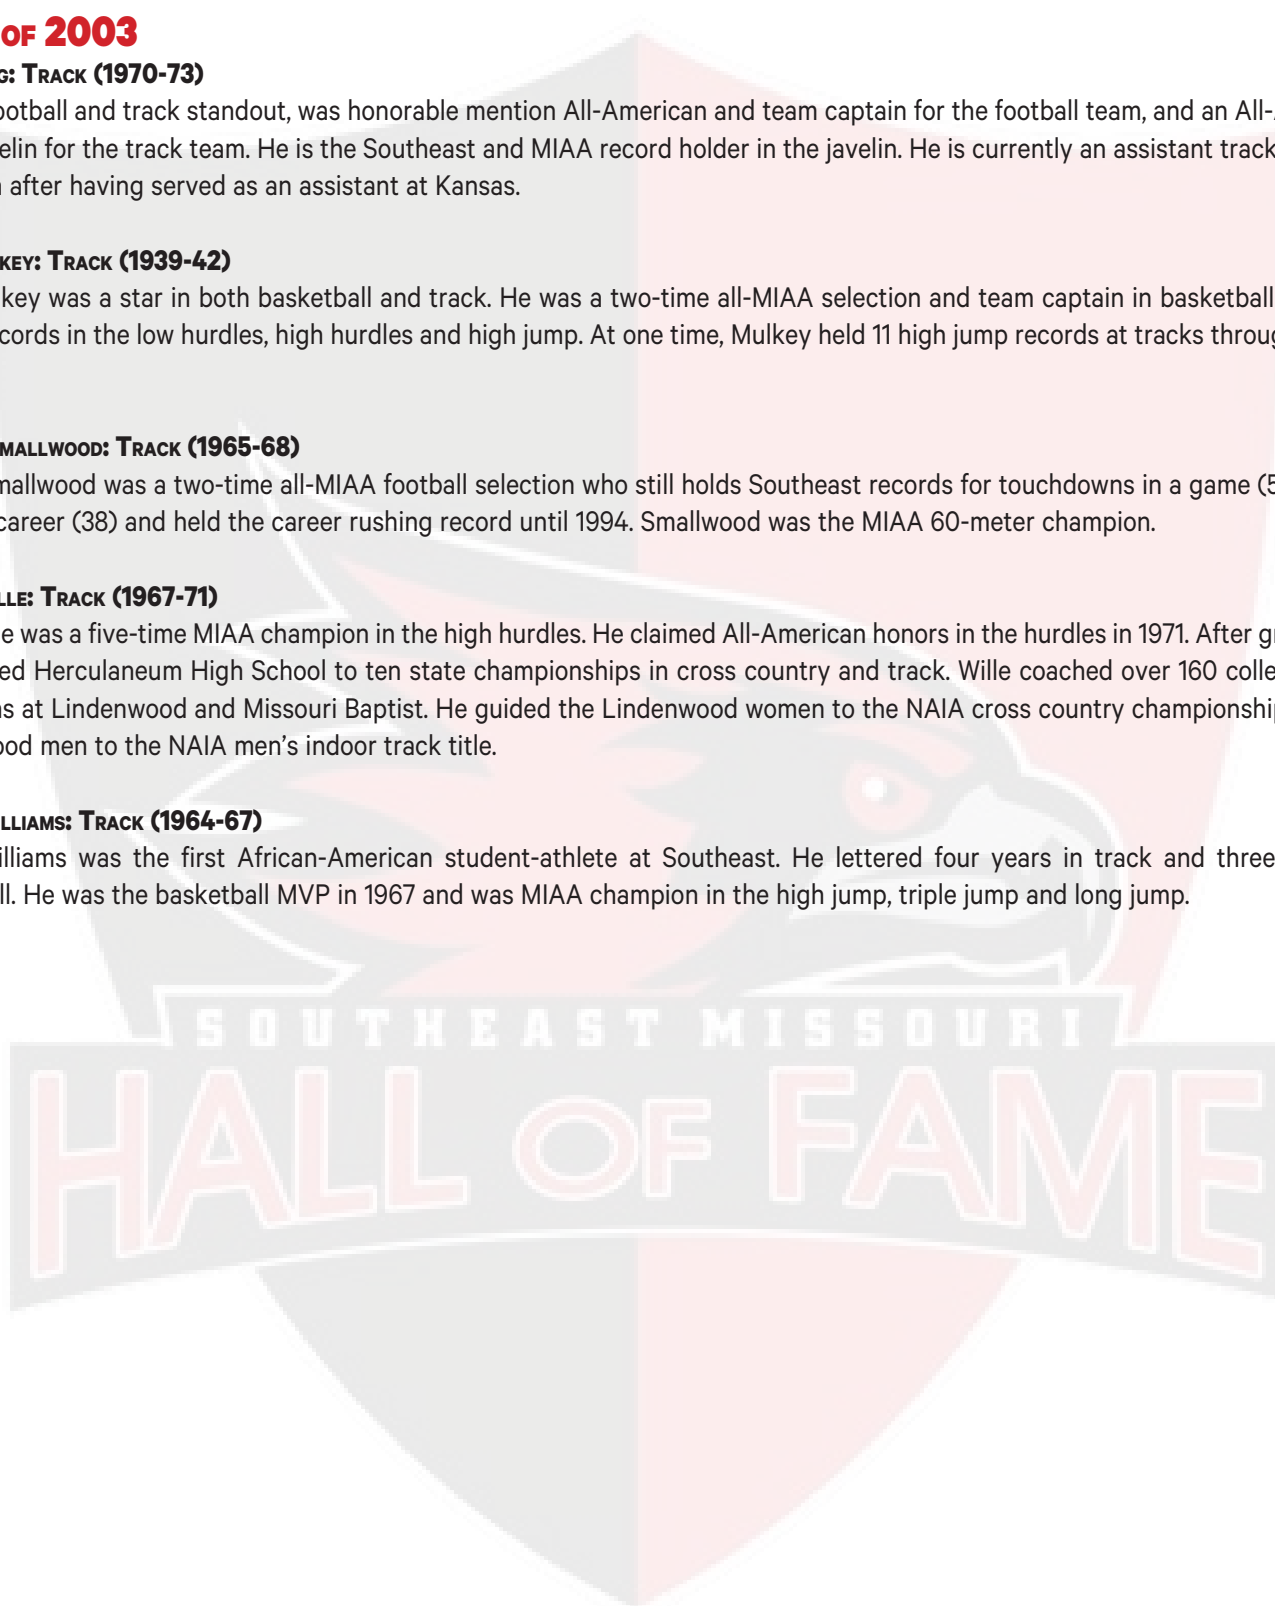 OF 2003
G: TRACK (1970-73)
ootball and track standout, was honorable mention All-American and team captain for the football team, and an All-
elin for the track team. He is the Southeast and MIAA record holder in the javelin. He is currently an assistant track
after having served as an assistant at Kansas.
KEY: TRACK (1939-42)
key was a star in both basketball and track. He was a two-time all-MIAA selection and team captain in basketball
cords in the low hurdles, high hurdles and high jump. At one time, Mulkey held 11 high jump records at tracks throug
MALLWOOD: TRACK (1965-68)
mallwood was a two-time all-MIAA football selection who still holds Southeast records for touchdowns in a game (5
career (38) and held the career rushing record until 1994. Smallwood was the MIAA 60-meter champion.
LLE: TRACK (1967-71)
e was a five-time MIAA champion in the high hurdles. He claimed All-American honors in the hurdles in 1971. After g
ed Herculaneum High School to ten state championships in cross country and track. Wille coached over 160 colle
ns at Lindenwood and Missouri Baptist. He guided the Lindenwood women to the NAIA cross country championshi
ood men to the NAIA men's indoor track title.
LLIAMS: TRACK (1964-67)
illiams was the first African-American student-athlete at Southeast. He lettered four years in track and three
ll. He was the basketball MVP in 1967 and was MIAA champion in the high jump, triple jump and long jump.
SOUTHEAST MISSOURI
HALL OF FAME